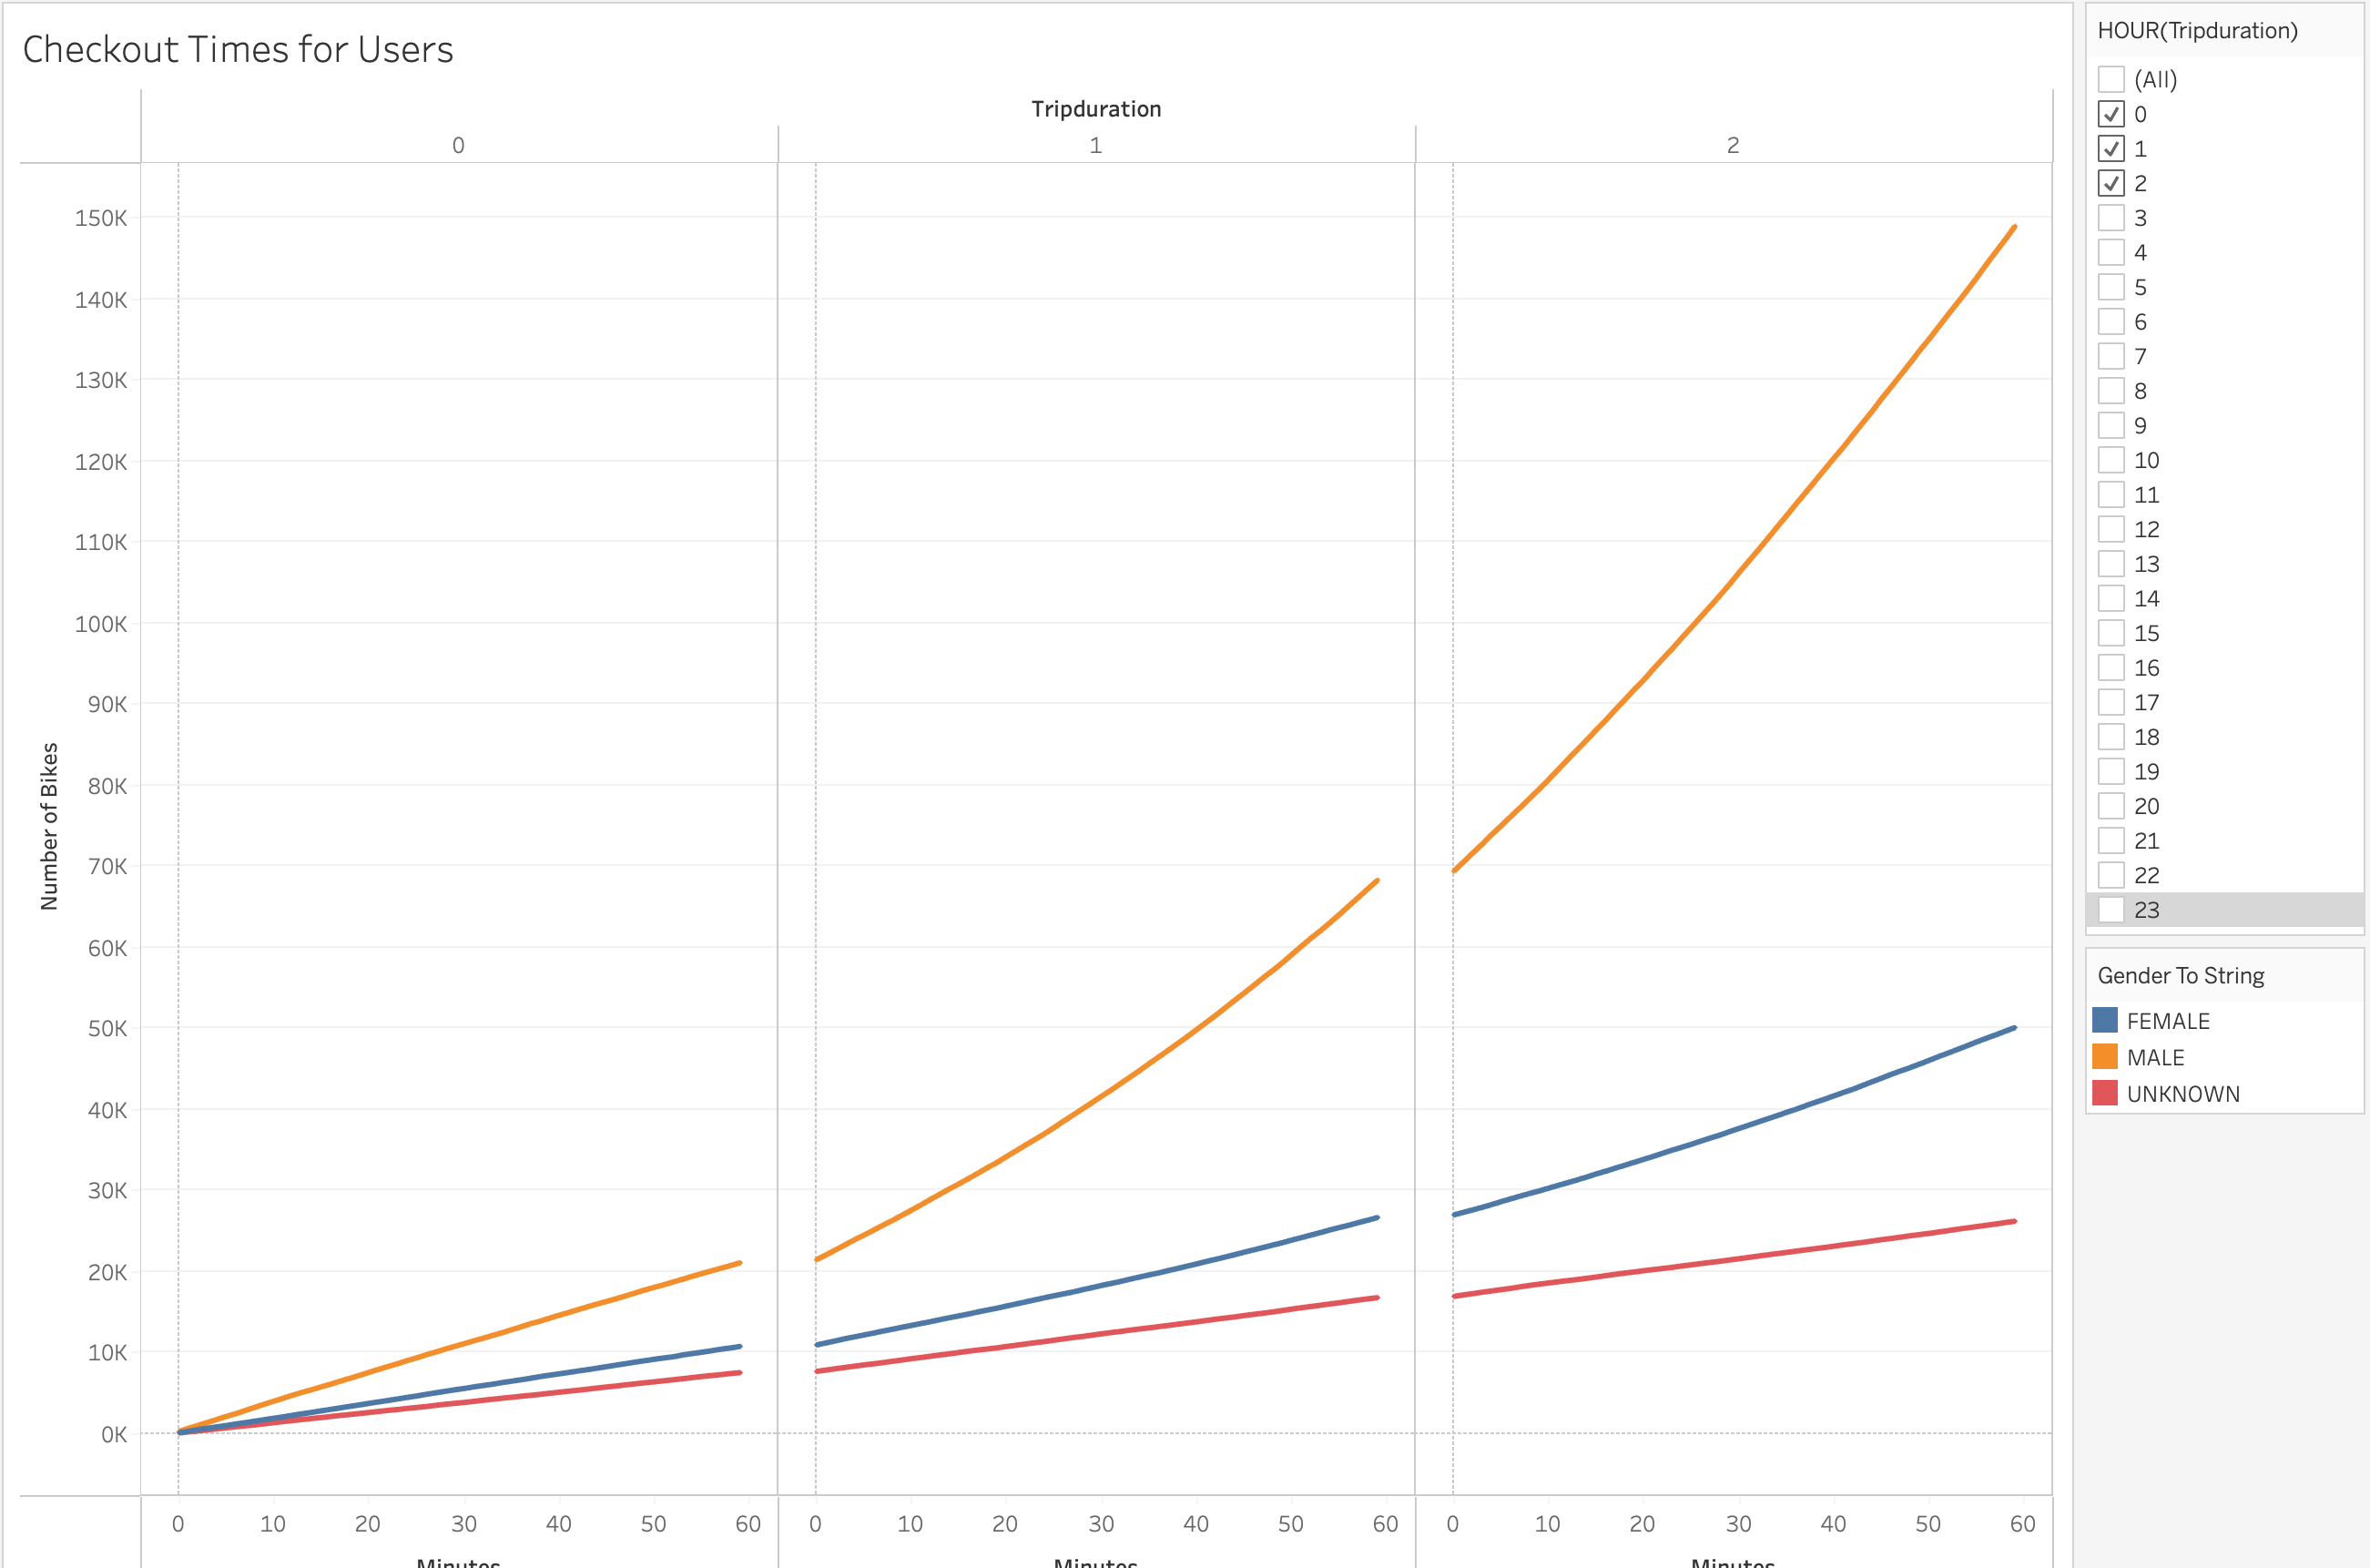 Checkout Times for Users
Tripduration
0 1 2
150K
140K
130K
120K
110K
100K
90K
80K
70K
60K
50K
40K
30K
20K
10K
0K
Number of Bikes
0 10 20 30 40 50 60 0 10 20 30 40 50 60 0 10 20 30 40 50 60
Minutes Minutes Minutes
HOUR(Tripduration)
(All)
0
1
2
3
4
5
6
7
8
9
10
11
12
13
14
15
16
17
18
19
20
21
22
23
Gender To String
FEMALE
MALE
UNKNOWN